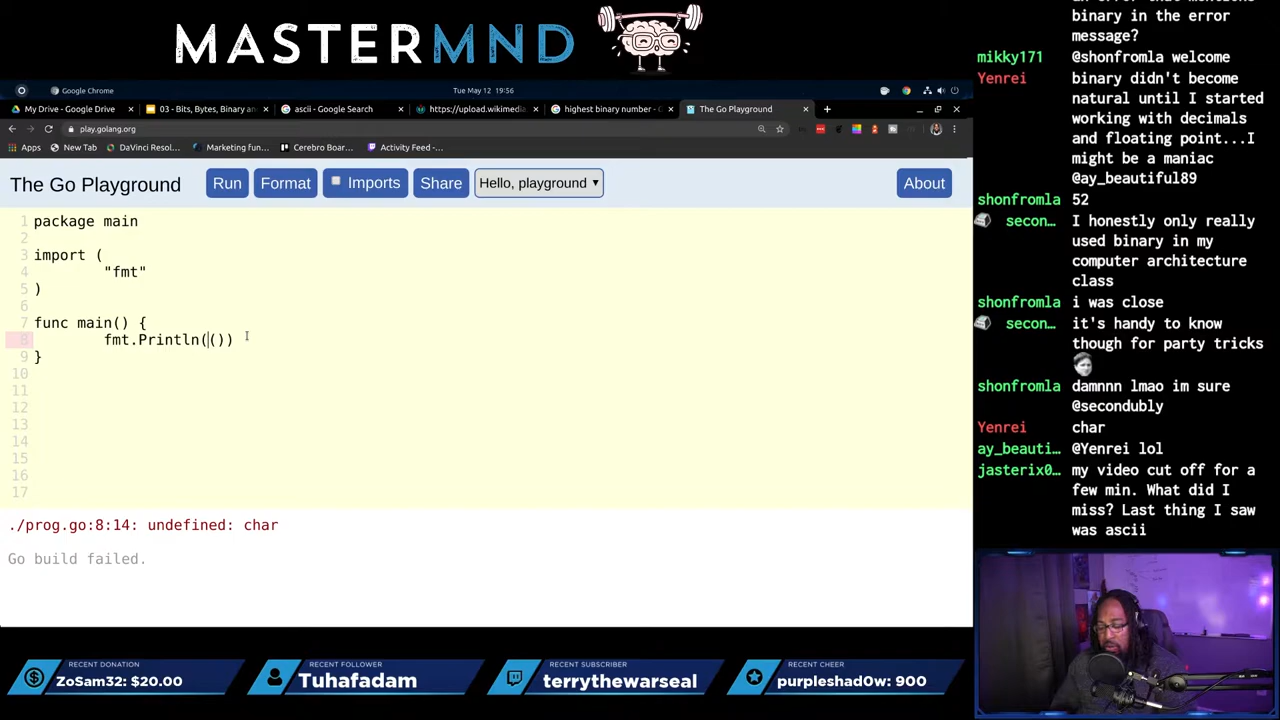 MASTERMND
Google Chrome
Tue May 12 19:56
My Drive - Google Drive
03 - Bits, Bytes, Binary an
ascii - Google Search
https://upload.wikimedia
highest binary number - G
The Go Playground
play.golang.org
Apps
New Tab
DaVinci Resol...
Marketing fun...
Cerebro Boar...
Activity Feed -...
The Go Playground
Run
Format
Imports
Share
Hello, playground
About
1 package main
2
3 import (
4 "fmt"
5 )
6
7 func main() {
8 fmt.Println(())
9 }
10
11
12
13
14
15
16
17
./prog.go:8:14: undefined: char
Go build failed.
binary in the error
message?
mikky171 @shonfromla welcome
Yenrei binary didn't become
natural until I started
working with decimals
and floating point...I
might be a maniac
@ay_beautiful89
shonfromla 52
secon… I honestly only really
used binary in my
computer architecture
class
shonfromla i was close
secon… it's handy to know
though for party tricks
shonfromla damnnn lmao im sure
@secondubly
Yenrei char
ay_beauti… @Yenrei lol
jasterix0… my video cut off for a
few min. What did I
miss? Last thing I saw
was ascii
RECENT DONATION
ZoSam32: $20.00
RECENT FOLLOWER
Tuhafadam
RECENT SUBSCRIBER
terrythewarseal
RECENT CHEER
purpleshad0w: 900